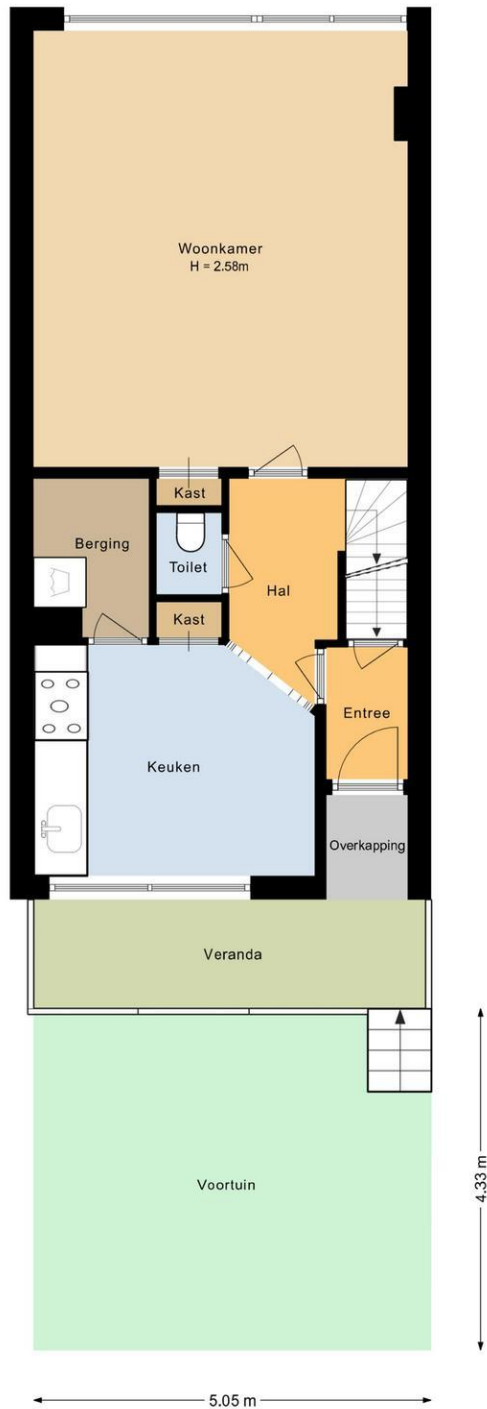 Woonkamer
H = 2.58m
Kast
Berging
Toilet
Hal
Kast
Entree
Keuken
Overkapping
Veranda
Voortuin
4.33 m
5.05 m